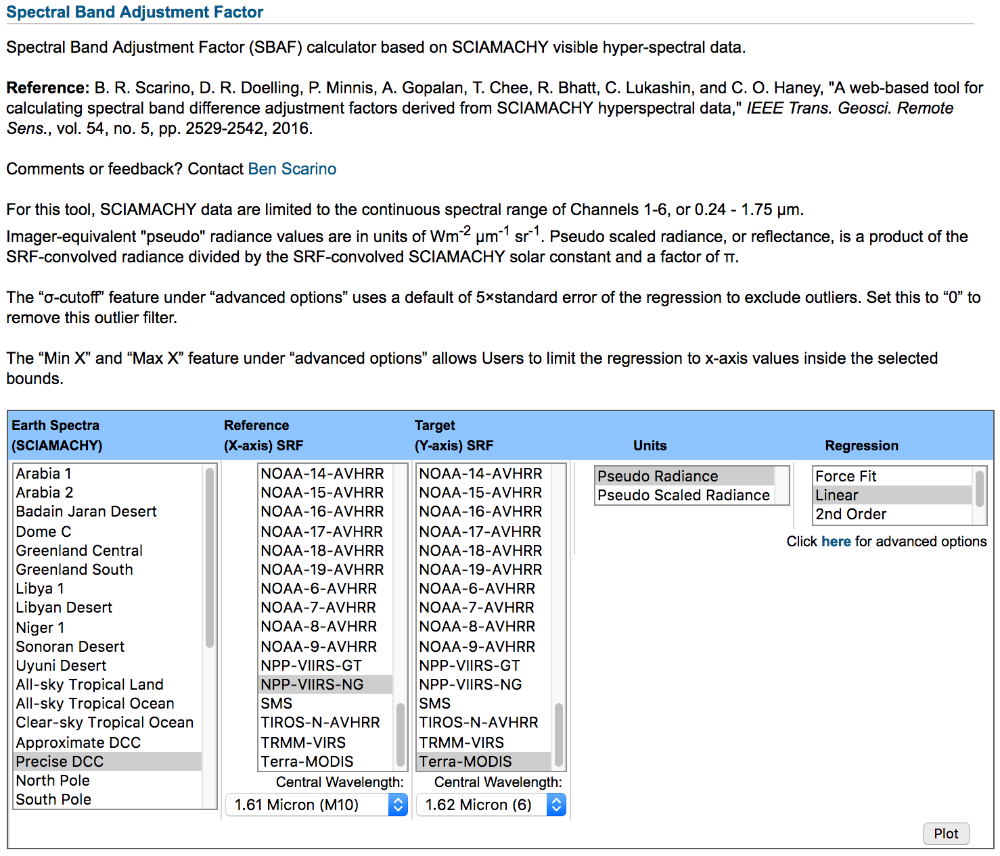 Spectral Band Adjustment Factor
Spectral Band Adjustment Factor (SBAF) calculator based on SCIAMACHY visible hyper-spectral data.
Reference: B. R. Scarino, D. R. Doelling, P. Minnis, A. Gopalan, T. Chee, R. Bhatt, C. Lukashin, and C. O. Haney, "A web-based tool for
calculating spectral band difference adjustment factors derived from SCIAMACHY hyperspectral data," IEEE Trans. Geosci. Remote
Sens., vol. 54, no. 5, pp. 2529-2542, 2016.
Comments or feedback? Contact Ben Scarino
For this tool, SCIAMACHY data are limited to the continuous spectral range of Channels 1-6, or 0.24 - 1.75 µm.
Imager-equivalent "pseudo" radiance values are in units of Wm-2 µm-1 sr-1. Pseudo scaled radiance, or reflectance, is a product of the
SRF-convolved radiance divided by the SRF-convolved SCIAMACHY solar constant and a factor of π.
The “σ-cutoff” feature under “advanced options” uses a default of 5×standard error of the regression to exclude outliers. Set this to “0” to
remove this outlier filter.
The “Min X” and “Max X” feature under “advanced options” allows Users to limit the regression to x-axis values inside the selected
bounds.
Earth Spectra
(SCIAMACHY)
Reference
(X-axis) SRF
Target
(Y-axis) SRF
Units
Regression
Arabia 1
Arabia 2
Badain Jaran Desert
Dome C
Greenland Central
Greenland South
Libya 1
Libyan Desert
Niger 1
Sonoran Desert
Uyuni Desert
All-sky Tropical Land
All-sky Tropical Ocean
Clear-sky Tropical Ocean
Approximate DCC
Precise DCC
North Pole
South Pole
NOAA-14-AVHRR
NOAA-15-AVHRR
NOAA-16-AVHRR
NOAA-17-AVHRR
NOAA-18-AVHRR
NOAA-19-AVHRR
NOAA-6-AVHRR
NOAA-7-AVHRR
NOAA-8-AVHRR
NOAA-9-AVHRR
NPP-VIIRS-GT
NPP-VIIRS-NG
SMS
TIROS-N-AVHRR
TRMM-VIRS
Terra-MODIS
Central Wavelength:
1.61 Micron (M10)
NOAA-14-AVHRR
NOAA-15-AVHRR
NOAA-16-AVHRR
NOAA-17-AVHRR
NOAA-18-AVHRR
NOAA-19-AVHRR
NOAA-6-AVHRR
NOAA-7-AVHRR
NOAA-8-AVHRR
NOAA-9-AVHRR
NPP-VIIRS-GT
NPP-VIIRS-NG
SMS
TIROS-N-AVHRR
TRMM-VIRS
Terra-MODIS
Central Wavelength:
1.62 Micron (6)
Pseudo Radiance
Pseudo Scaled Radiance
Force Fit
Linear
2nd Order
Click here for advanced options
Plot